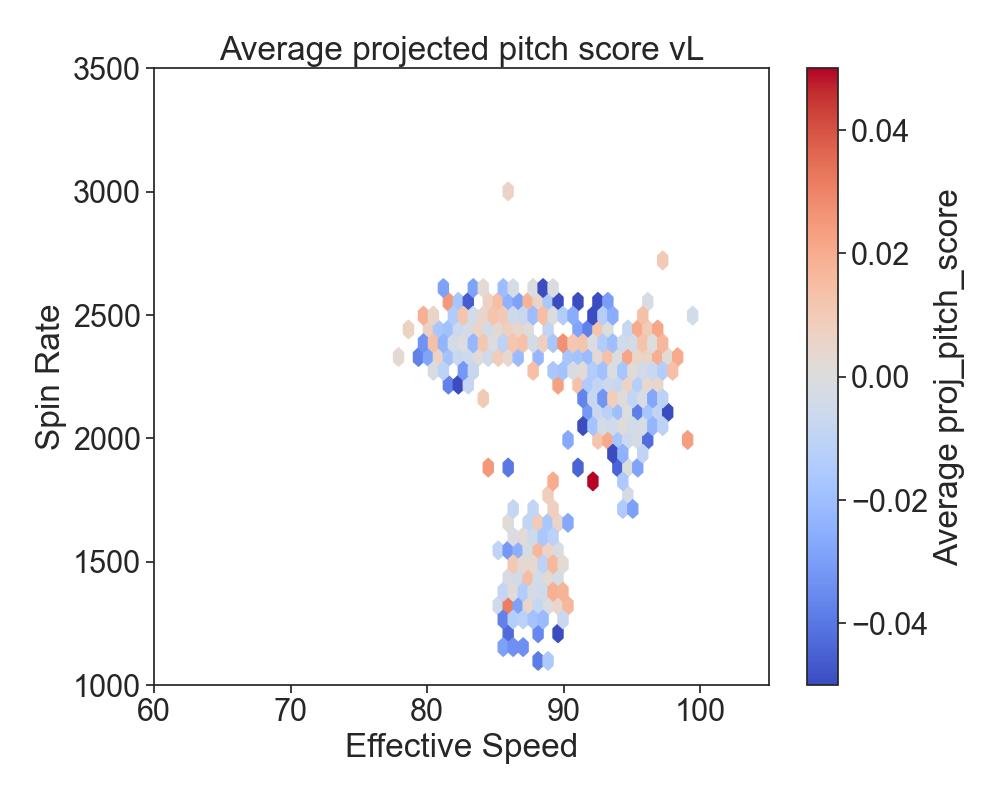 Average projected pitch score vL
3500
3000
2500
2000
1500
1000
Spin Rate
60 70 80 90 100
Effective Speed
0.04
0.02
0.00
−0.02
−0.04
Average proj_pitch_score